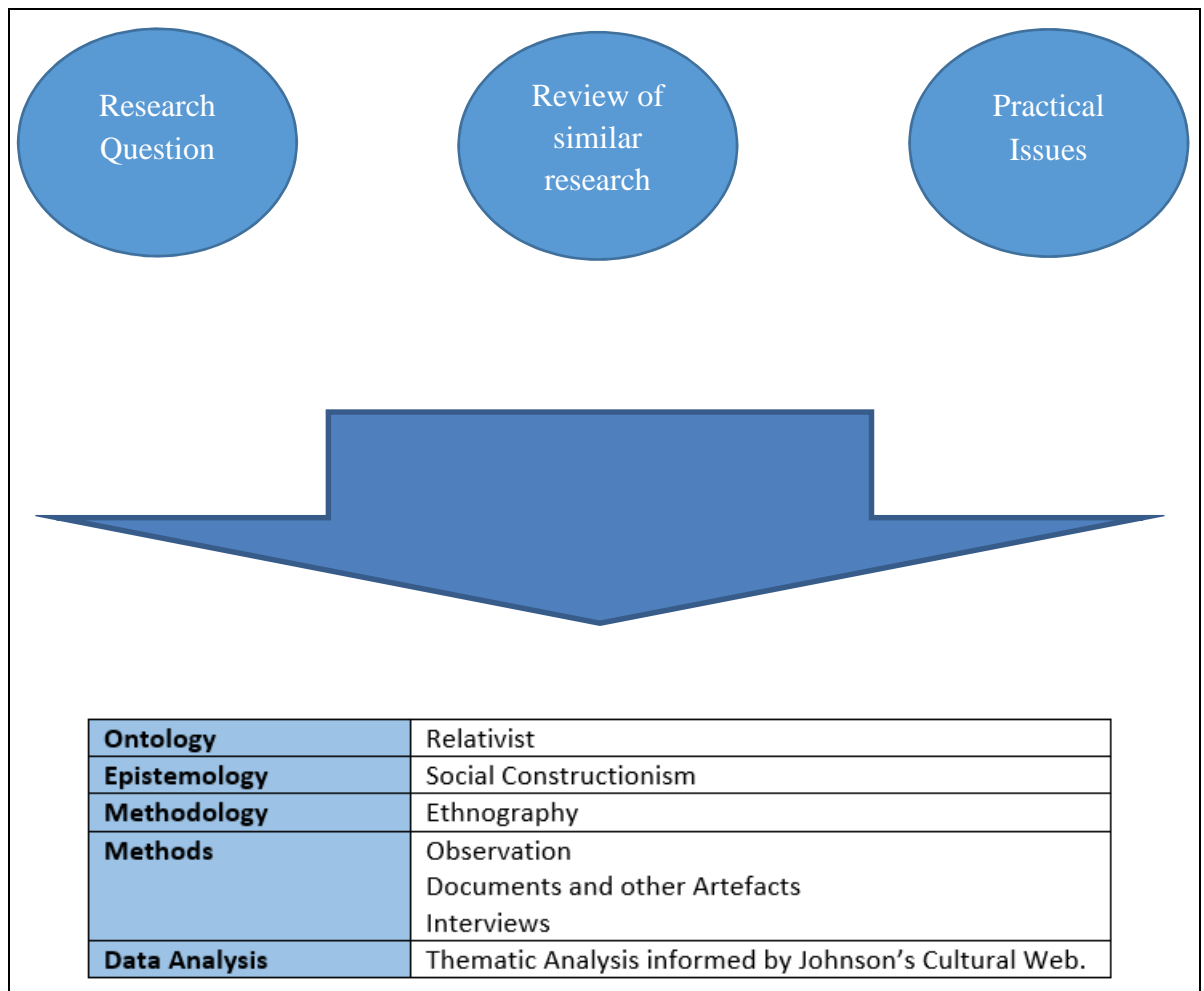 Research
Question
Review of
similar
research
Practical
Issues
Ontology Relativist
Epistemology Social Constructionism
Methodology Ethnography
Methods Observation
Documents and other Artefacts
Interviews
Data Analysis Thematic Analysis informed by Johnson's Cultural Web.